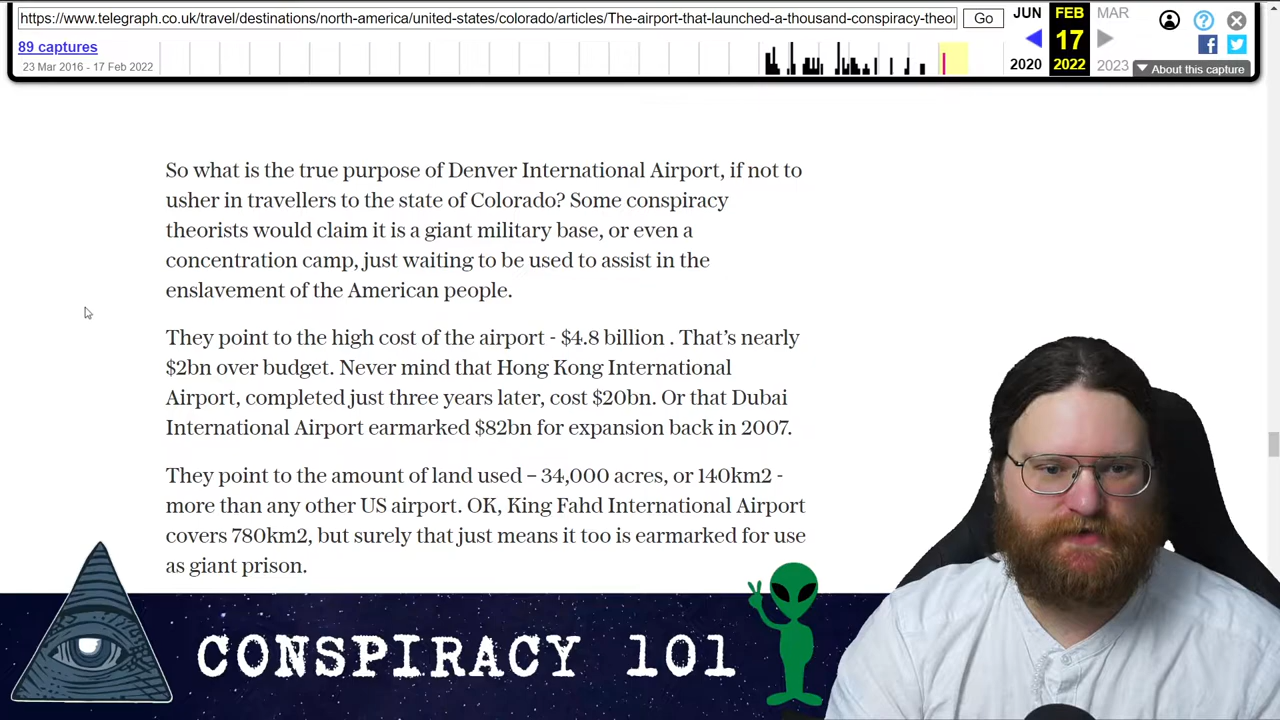 https://www.telegraph.co.uk/travel/destinations/north-america/united-states/colorado/articles/The-airport-that-launched-a-thousand-conspiracy-theor
Go
JUN
FEB
MAR
89 captures
17
23 Mar 2016 - 17 Feb 2022
2020
2022
2023
About this capture
So what is the true purpose of Denver International Airport, if not to
usher in travellers to the state of Colorado? Some conspiracy
theorists would claim it is a giant military base, or even a
concentration camp, just waiting to be used to assist in the
enslavement of the American people.
They point to the high cost of the airport - $4.8 billion . That’s nearly
$2bn over budget. Never mind that Hong Kong International
Airport, completed just three years later, cost $20bn. Or that Dubai
International Airport earmarked $82bn for expansion back in 2007.
They point to the amount of land used – 34,000 acres, or 140km2 -
more than any other US airport. OK, King Fahd International Airport
covers 780km2, but surely that just means it too is earmarked for use
as giant prison.
CONSPIRACY 101